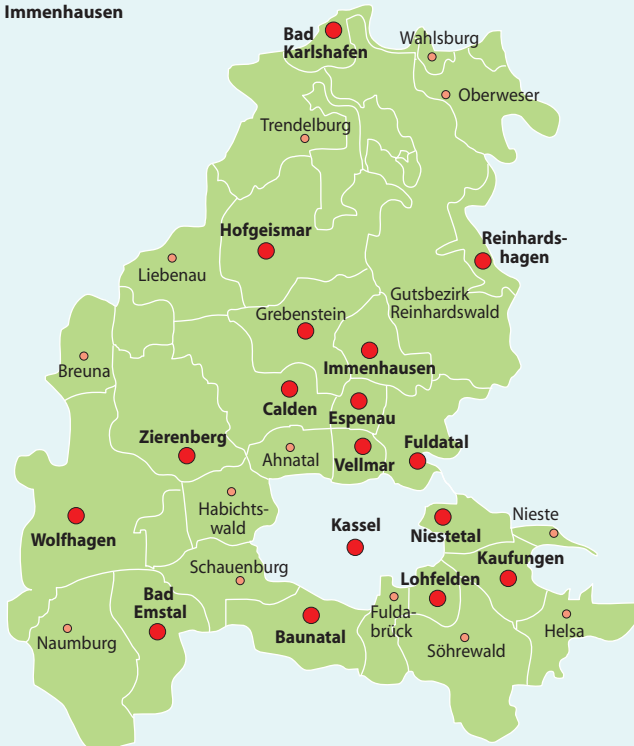 Immenhausen
Bad
Karlshafen
Wahlsburg
Oberweser
Trendelburg
Hofgeismar
Reinhards-
hagen
Liebenau
Gutsbezirk
Reinhardswald
Grebenstein
Immenhausen
Breuna
Calden
Espenau
Zierenberg
Ahnatal
Vellmar
Fuldatal
Habichts-
wald
Wolfhagen
Kassel
Niestetal
Nieste
Schauenburg
Kaufungen
Lohfelden
Bad
Emstal
Naumburg
Baunatal
Fulda-
brück
Söhrewald
Helsa